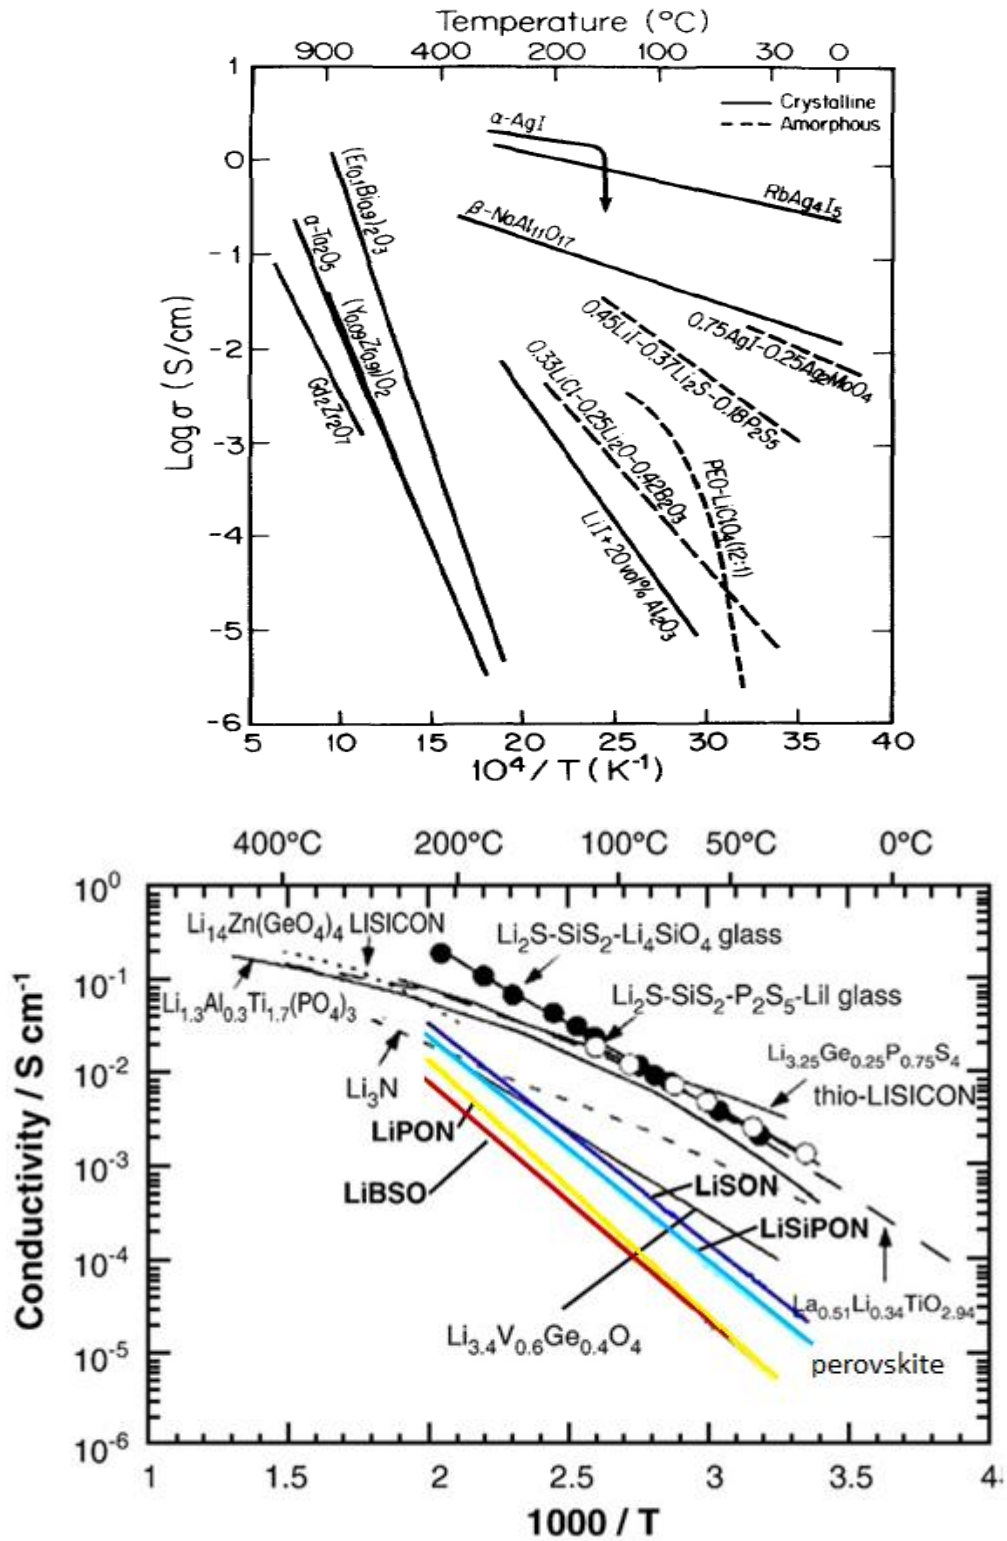 Temperature (°C)
900 400 200 100 30 0
1
0
-1
-2
-3
-4
-5
-6
Log σ (S/cm)
Crystalline
Amorphous
α-AgI
RbAg₄I₅
β-NaAl₁₁O₁₇
(Er₀.₁Bi₀.₉)₂O₃
α-Ta₂O₅
(Y₀.₀₉Zr₀.₉₁)O₂
Gd₂Zr₂O₇
0.75AgI-0.25Ag₂MoO₄
0.45LiI-0.37Li₂S-0.18P₂S₅
0.33LiCl-0.25Li₂O-0.42B₂O₃
PEO-LiClO₄(12:1)
LiI+20vol% Al₂O₃
5 10 15 20 25 30 35 40
10⁴/T (K⁻¹)
400°C 200°C 100°C 50°C 0°C
10⁰
10⁻¹
10⁻²
10⁻³
10⁻⁴
10⁻⁵
10⁻⁶
Conductivity / S cm⁻¹
Li₁₄Zn(GeO₄)₄ LISICON
Li₂S-SiS₂-Li₄SiO₄ glass
Li₂S-SiS₂-P₂S₅-LiI glass
Li₁.₃Al₀.₃Ti₁.₇(PO₄)₃
Li₃.₂₅Ge₀.₂₅P₀.₇₅S₄
thio-LISICON
Li₃N
LiPON
LiBSO
LiSON
LiSiPON
La₀.₅₁Li₀.₃₄TiO₂.₉₄
Li₃.₄V₀.₆Ge₀.₄O₄
perovskite
1 1.5 2 2.5 3 3.5 4
1000 / T